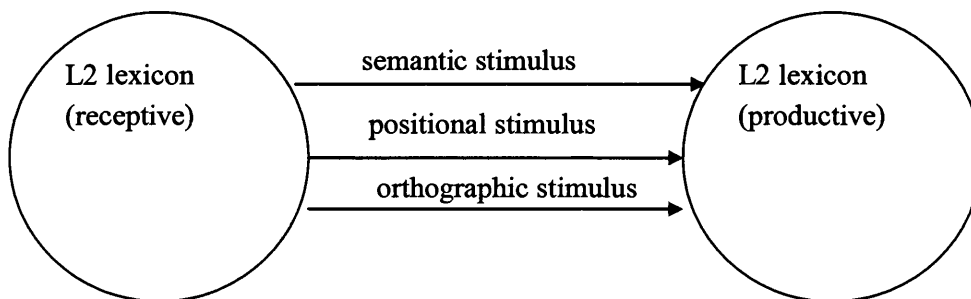 L2 lexicon
(receptive)
semantic stimulus
positional stimulus
orthographic stimulus
L2 lexicon
(productive)